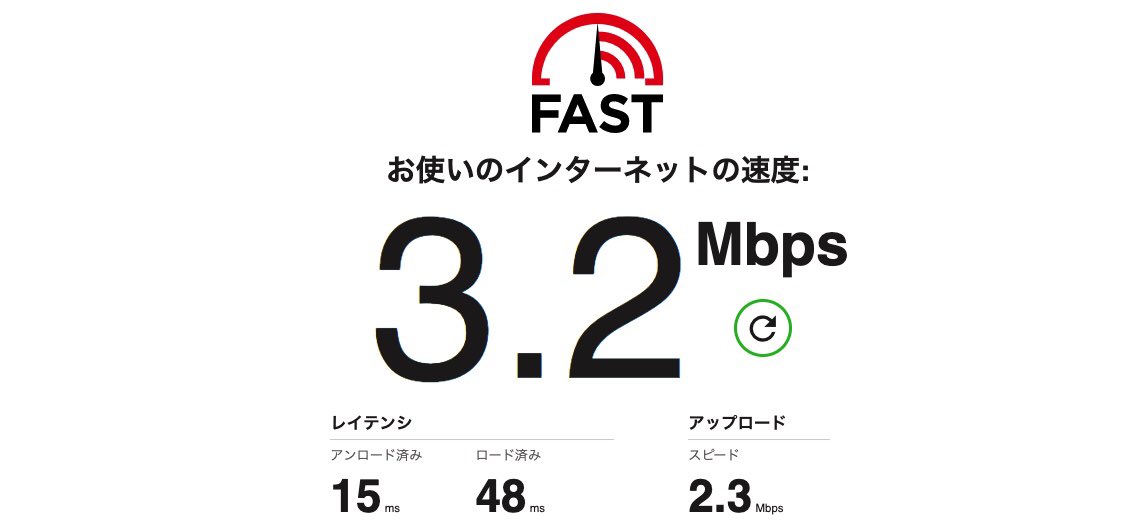 FAST
お使いのインターネットの速度:
3.2 Mbps
レイテンシ アップロード
アンロード済み ロード済み スピード
15 ms 48 ms 2.3 Mbps